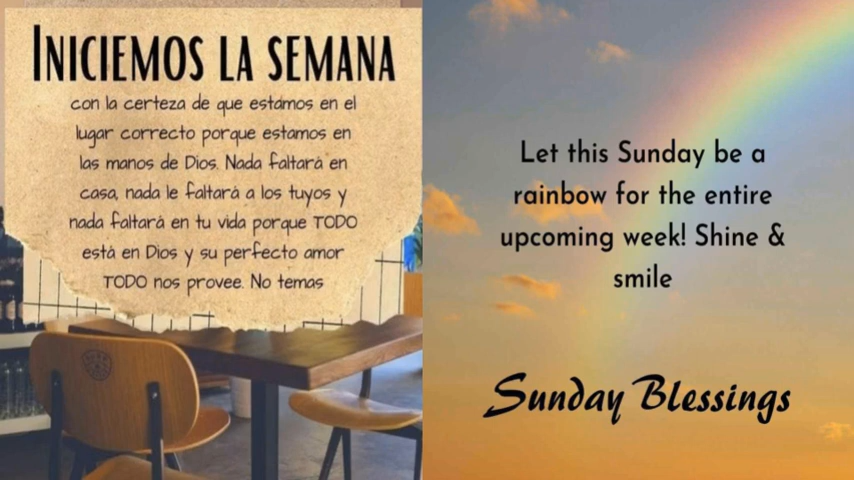 INICIEMOS LA SEMANA
con la certeza de que estamos en el
lugar correcto porque estamos en
las manos de Dios. Nada faltará en
casa, nada le faltará a los tuyos y
nada faltará en tu vida porque TODO
está en Dios y su perfecto amor
TODO nos provee. No temas
Let this Sunday be a
rainbow for the entire
upcoming week! Shine &
smile
Sunday Blessings